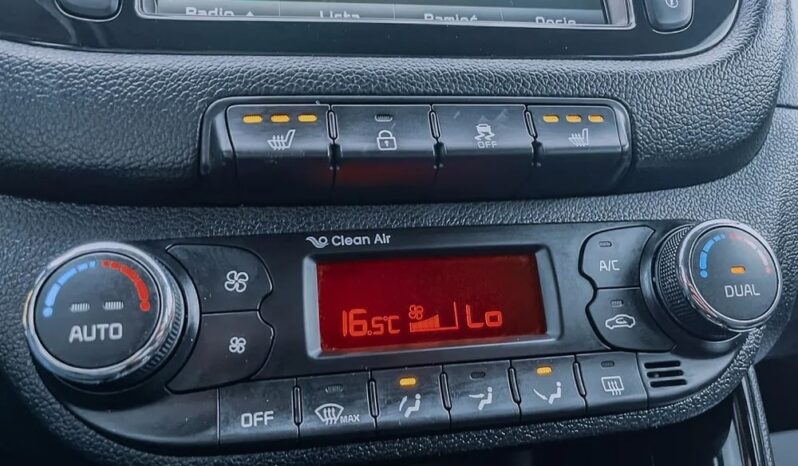 Radio ▲ Lista Pamięć Opcje
OFF
Clean Air
A/C
16.5°C Lo
AUTO
DUAL
OFF MAX